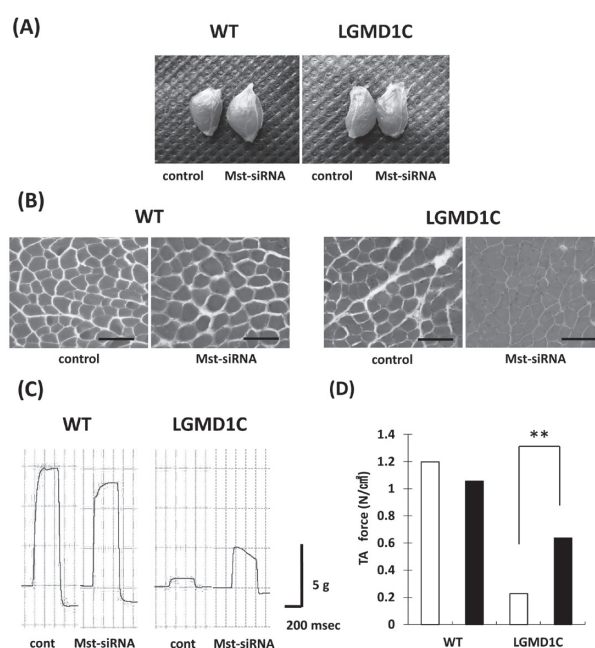 (A)
WT
LGMD1C
control
Mst-siRNA
control
Mst-siRNA
(B)
WT
LGMD1C
control
Mst-siRNA
control
Mst-siRNA
(C)
WT
LGMD1C
cont
Mst-siRNA
cont
Mst-siRNA
5 g
200 msec
(D)
TA force (N/㎠)
1.4
1.2
1
0.8
0.6
0.4
0.2
0
**
WT
LGMD1C